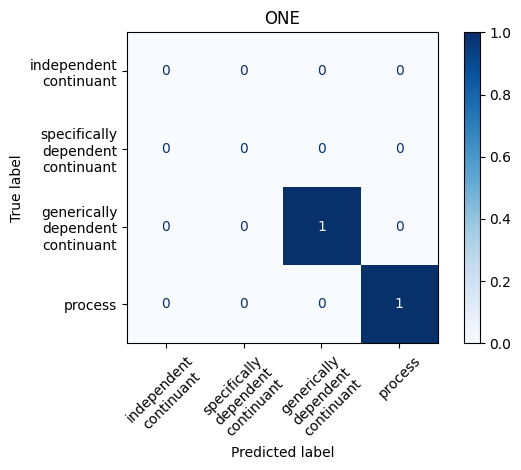 ONE
independent
continuant
specifically
dependent
continuant
generically
dependent
continuant
process
True label
0 0 0 0
0 0 0 0
0 0 1 0
0 0 0 1
independent
continuant
specifically
dependent
continuant
generically
dependent
continuant
process
Predicted label
1.0
0.8
0.6
0.4
0.2
0.0